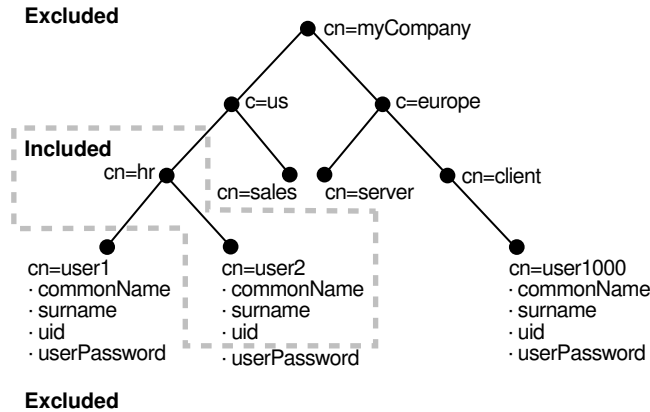 Excluded
cn=myCompany
c=us
c=europe
Included
cn=hr
cn=sales
cn=server
cn=client
cn=user1
· commonName
· surname
· uid
· userPassword
cn=user2
· commonName
· surname
· uid
· userPassword
cn=user1000
· commonName
· surname
· uid
· userPassword
Excluded